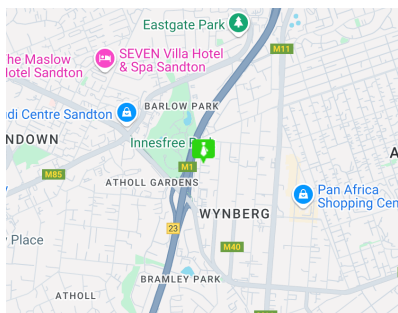 Eastgate Park
M11
he Maslow
Hotel Sandton
SEVEN Villa Hotel
& Spa Sandton
BARLOW PARK
di Centre Sandton
Innesfree
NDOWN
M1
M85
ATHOLL GARDENS
Pan Africa
Shopping Cen
WYNBERG
23
y Place
M40
BRAMLEY PARK
ATHOLL